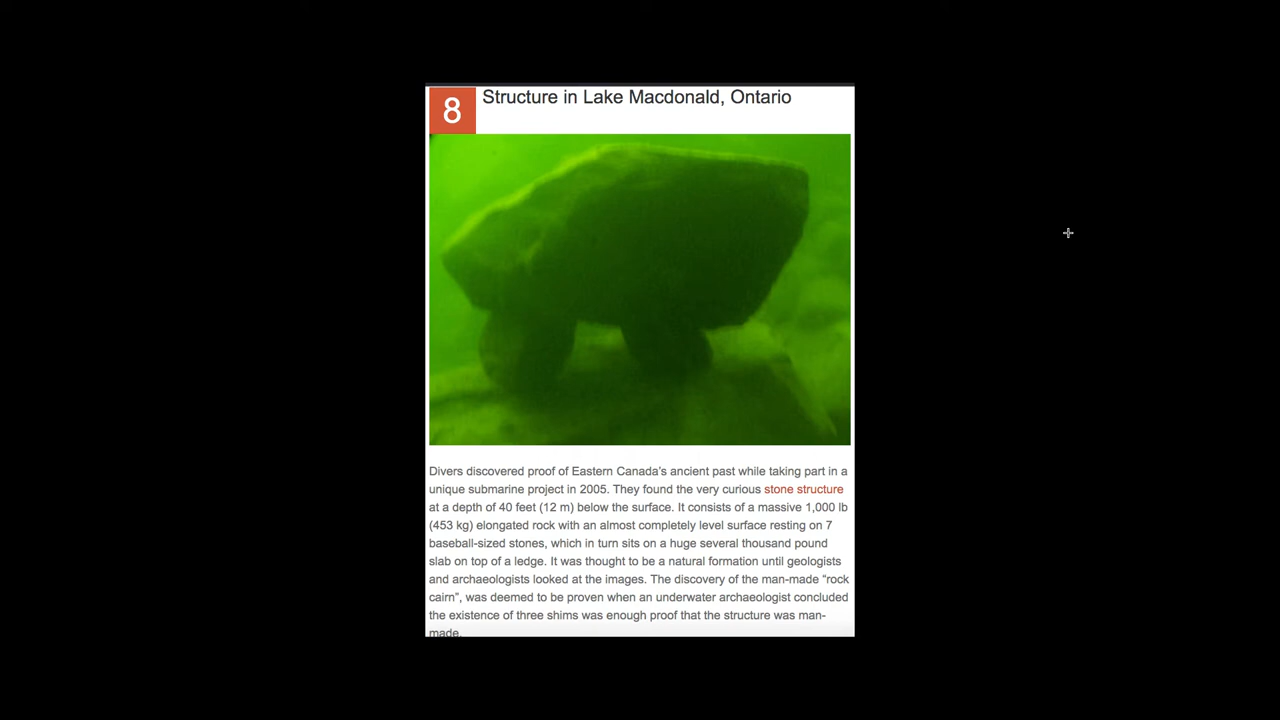 8
Structure in Lake Macdonald, Ontario
Divers discovered proof of Eastern Canada's ancient past while taking part in a
unique submarine project in 2005. They found the very curious stone structure
at a depth of 40 feet (12 m) below the surface. It consists of a massive 1,000 lb
(453 kg) elongated rock with an almost completely level surface resting on 7
baseball-sized stones, which in turn sits on a huge several thousand pound
slab on top of a ledge. It was thought to be a natural formation until geologists
and archaeologists looked at the images. The discovery of the man-made “rock
cairn”, was deemed to be proven when an underwater archaeologist concluded
the existence of three shims was enough proof that the structure was man-
made.